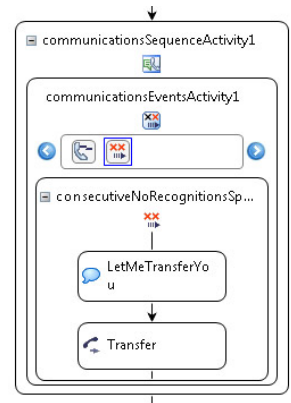 communicationsSequenceActivity1
communicationsEventsActivity1
consecutiveNoRecognitionsSp...
LetMeTransferYo
u
Transfer